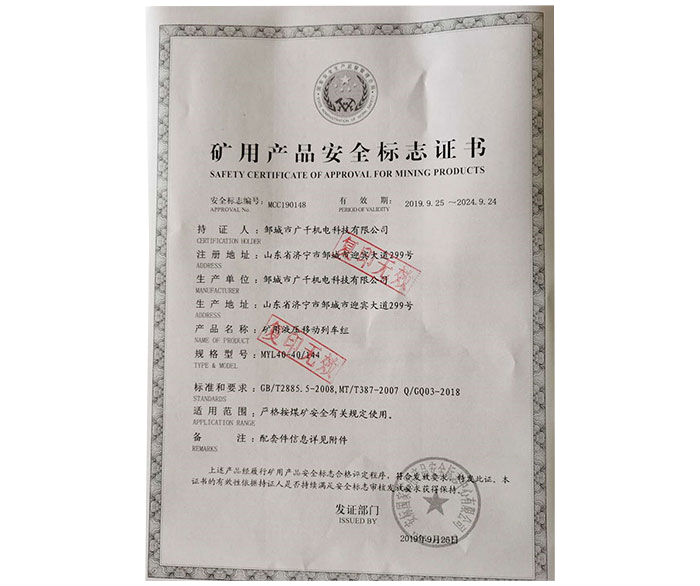 矿用产品安全标志证书
SAFETY CERTIFICATE OF APPROVAL FOR MINING PRODUCTS
安全标志编号: MCC190148 有效期: 2019.9.25 ~2024.9.24
APPROVAL No. PERIOD OF VALIDITY
持证人: 邹城市广千机电科技有限公司
CERTIFICATION HOLDER
注册地址: 山东省济宁市邹城市迎宾大道299号
ADDRESS
生产单位: 邹城市广千机电科技有限公司
MANUFACTURER
复印无效
生产地址: 山东省济宁市邹城市迎宾大道299号
ADDRESS
产品名称: 矿用液压移动列车组
NAME OF PRODUCT
复印无效
规格型号: MYL40-40/144
TYPE & MODEL
标准和要求: GB/T2885.5-2008,MT/T387-2007 Q/GQ03-2018
STANDARDS
适用范围: 严格按煤矿安全有关规定使用。
APPLICATION RANGE
备注: 配套件信息详见附件
REMARKS
上述产品经履行矿用产品安全标志合格评定程序，符合发放要求，特发此证。本
证书的有效性依据持证人是否持续满足安全标志审核发放要求获得保持。
发证部门
ISSUED BY
2019年9月25日